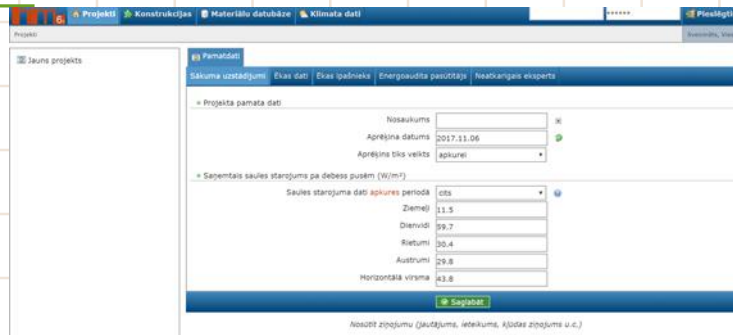 6. Projekti Konstrukcijas Materiālu datubāze Klimata dati ****** Pieslēgti
Projekti
Jauns projekts
Pamatdati
Sākuma uzstādījumi Ēkas dati Ēkas īpašnieks Energoaudita pasūtītājs Neatkarīgais eksperts
» Projekta pamata dati
Nosaukums
Aprēķina datums 2017.11.06
Aprēķins tiks veikts apkurei
» Saņemtais saules starojums pa debess pusēm (W/m²)
Saules starojuma dati apkures periodā cits
Ziemeļi 11.5
Dienvidi 59.7
Rietumi 30.4
Austrumi 29.8
Horizontālā virsma 43.8
Saglabāt
Nosūtīt ziņojumu (jautājums, ieteikums, kļūdas ziņojums u.c.)